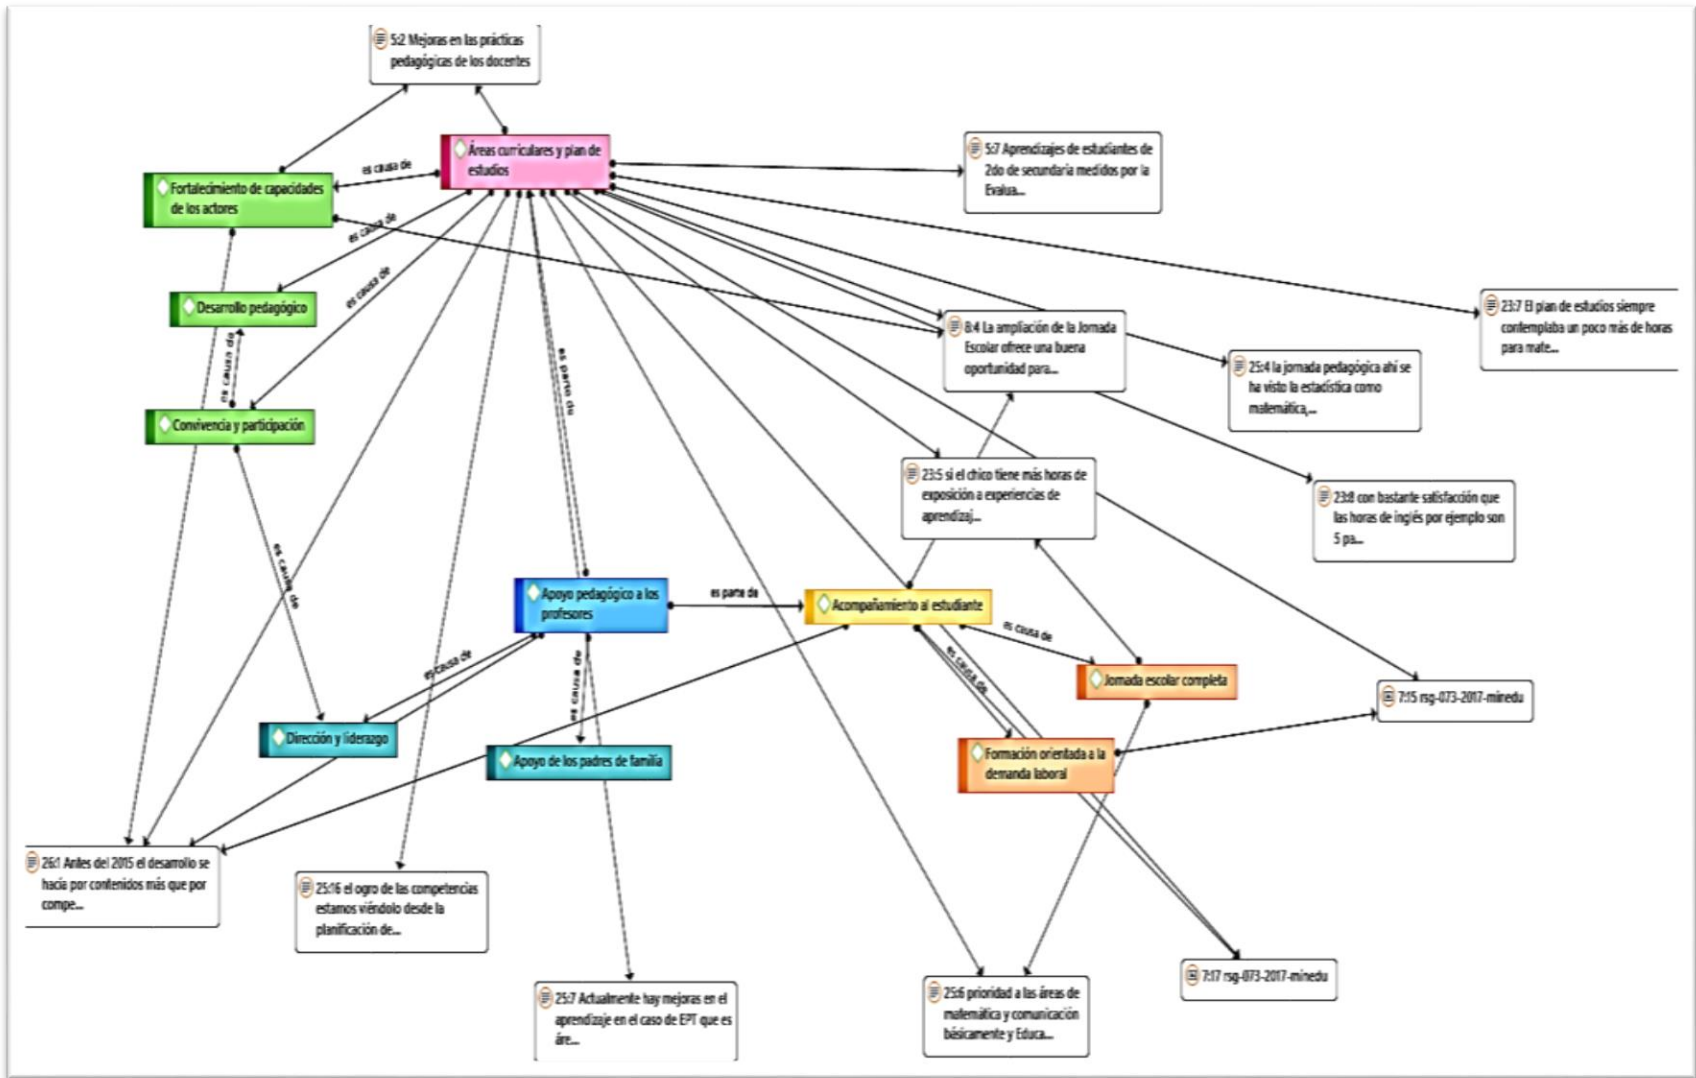 5:2 Mejoras en las prácticas
pedagógicas de los docentes
Áreas curriculares y plan de
estudios
es causa de
Fortalecimiento de capacidades
de los actores
5:7 Aprendizajes de estudiantes de
2do de secundaria medidos por la
Evalua...
es causa de
es causa de
Desarrollo pedagógico
es causa de
Convivencia y participación
es parte de
8:4 La ampliación de la Jornada
Escolar ofrece una buena
oportunidad para...
23:7 El plan de estudios siempre
contemplaba un poco más de horas
para mate...
25:4 la jornada pedagógica ahí se
ha visto la estadística como
matemática,...
23:5 si el chico tiene más horas de
exposición a experiencias de
aprendizaj...
23:8 con bastante satisfacción que
las horas de inglés por ejemplo son
5 pa...
es causa de
Apoyo pedagógico a los
profesores
es parte de
Acompañamiento al estudiante
es causa de
es causa de
es causa de
es causa de
Jornada escolar completa
7:15 rsg-073-2017-minedu
Dirección y liderazgo
Apoyo de los padres de familia
Formación orientada a la
demanda laboral
26:1 Antes del 2015 el desarrollo se
hacía por contenidos más que por
compe...
25:16 el ogro de las competencias
estamos viéndolo desde la
planificación de...
25:7 Actualmente hay mejoras en el
aprendizaje en el caso de EPT que es
áre...
25:6 prioridad a las áreas de
matemática y comunicación
básicamente y Educa...
7:17 rsg-073-2017-minedu